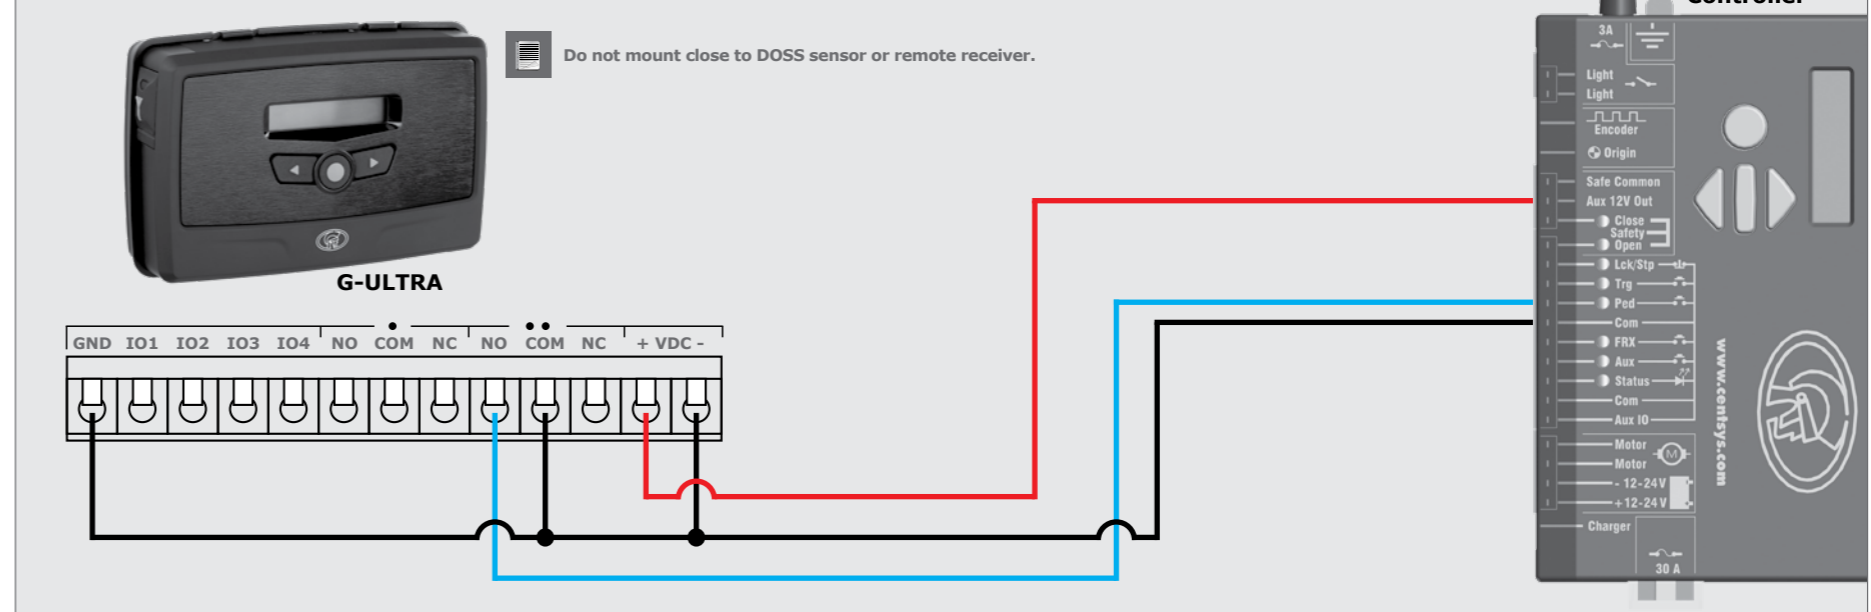 Controller
Do not mount close to DOSS sensor or remote receiver.
G-ULTRA
GND IO1 IO2 IO3 IO4 NO COM NC NO COM NC + VDC -
3A
Light
Light
Encoder
Origin
Safe Common
Aux 12V Out
Close
Safety
Open
Lck/Stp
Trg
Ped
Com
FRX
Aux
Status
Com
Aux IO
Motor
M
Motor
- 12-24V
+12-24V
Charger
30 A
www.centsys.com